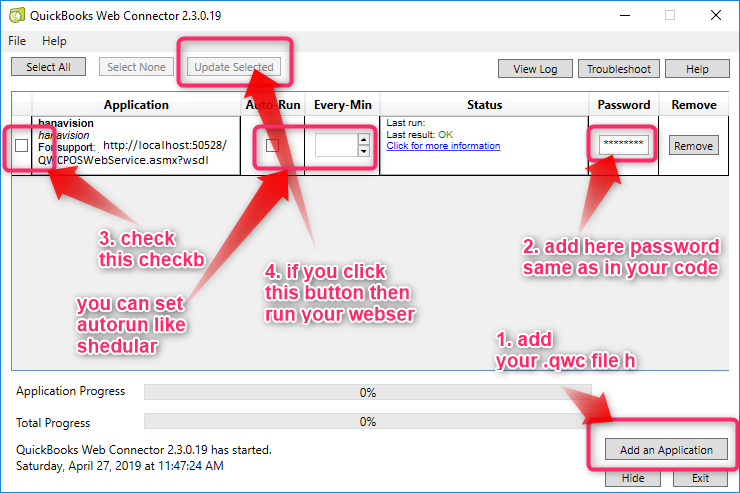 QuickBooks Web Connector 2.3.0.19
File Help
Select All Select None Update Selected View Log Troubleshoot Help
Application Auto-Run Every-Min Status Password Remove
hanavision
hanavision
For support: http://localhost:50528/
QWCPOSWebService.asmx?wsdl
Last run:
Last result: OK
Click for more information
********
Remove
3. check
this checkb
you can set
autorun like
shedular
4. if you click
this button then
run your webser
2. add here password
same as in your code
1. add
your .qwc file h
Application Progress 0%
Total Progress 0%
QuickBooks Web Connector 2.3.0.19 has started.
Saturday, April 27, 2019 at 11:47:24 AM
Add an Application
Hide Exit